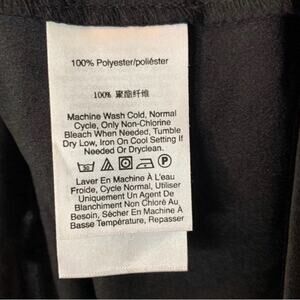 100% Polyester/poliéster
100% 聚酯纤维
Machine Wash Cold, Normal
Cycle, Only Non-Chlorine
Bleach When Needed, Tumble
Dry Low, Iron on Cool Setting If
Needed Or Dryclean.
Laver En Machine À L'eau
Froide, Cycle Normal, Utiliser
Uniquement Un Agent De
Blanchiment Non Chloré Au
Besoin, Sécher En Machine À
Basse Température, Repasser